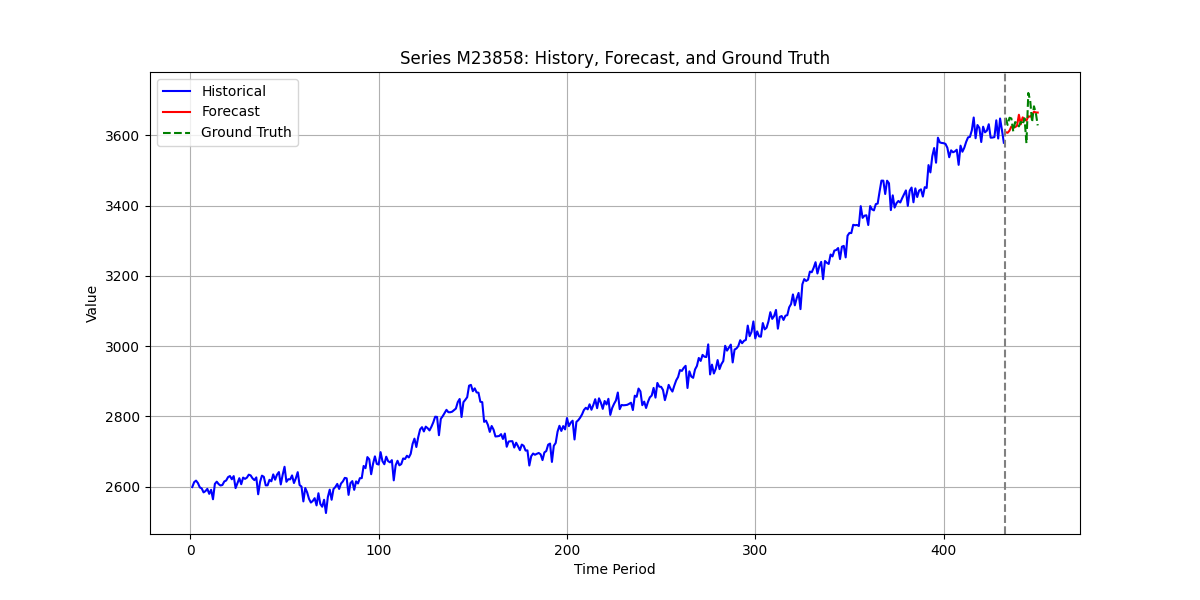 Series M23858: History, Forecast, and Ground Truth
Historical
Forecast
Ground Truth
3600
3400
3200
3000
2800
2600
Value
0 100 200 300 400
Time Period